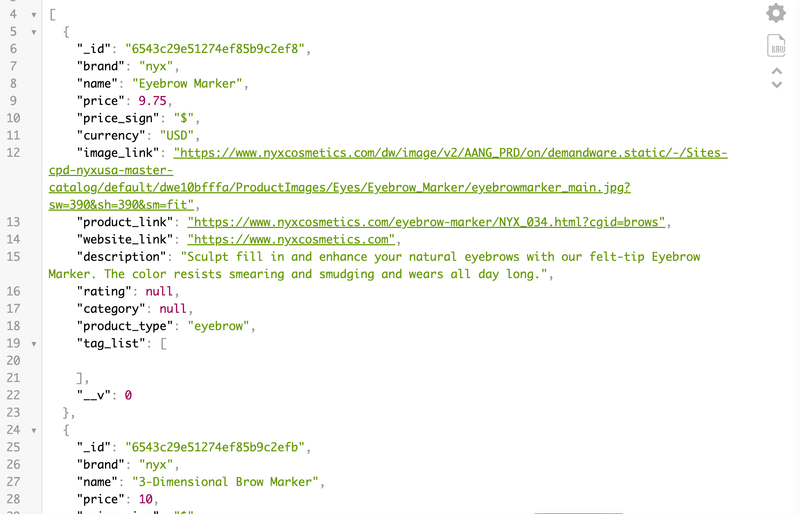 4 [
5 {
6 "_id": "6543c29e51274ef85b9c2ef8",
7 "brand": "nyx",
8 "name": "Eyebrow Marker",
9 "price": 9.75,
10 "price_sign": "$",
11 "currency": "USD",
12 "image_link": "https://www.nyxcosmetics.com/dw/image/v2/AANG_PRD/on/demandware.static/-/Sites-
cpd-nyxusa-master-
catalog/default/dwe10bfffa/ProductImages/Eyes/Eyebrow_Marker/eyebrowmarker_main.jpg?
sw=390&sh=390&sm=fit",
13 "product_link": "https://www.nyxcosmetics.com/eyebrow-marker/NYX_034.html?cgid=brows",
14 "website_link": "https://www.nyxcosmetics.com",
15 "description": "Sculpt fill in and enhance your natural eyebrows with our felt-tip Eyebrow
Marker. The color resists smearing and smudging and wears all day long.",
16 "rating": null,
17 "category": null,
18 "product_type": "eyebrow",
19 "tag_list": [
20
21 ],
22 "__v": 0
23 },
24 {
25 "_id": "6543c29e51274ef85b9c2efb",
26 "brand": "nyx",
27 "name": "3-Dimensional Brow Marker",
28 "price": 10,
RAW